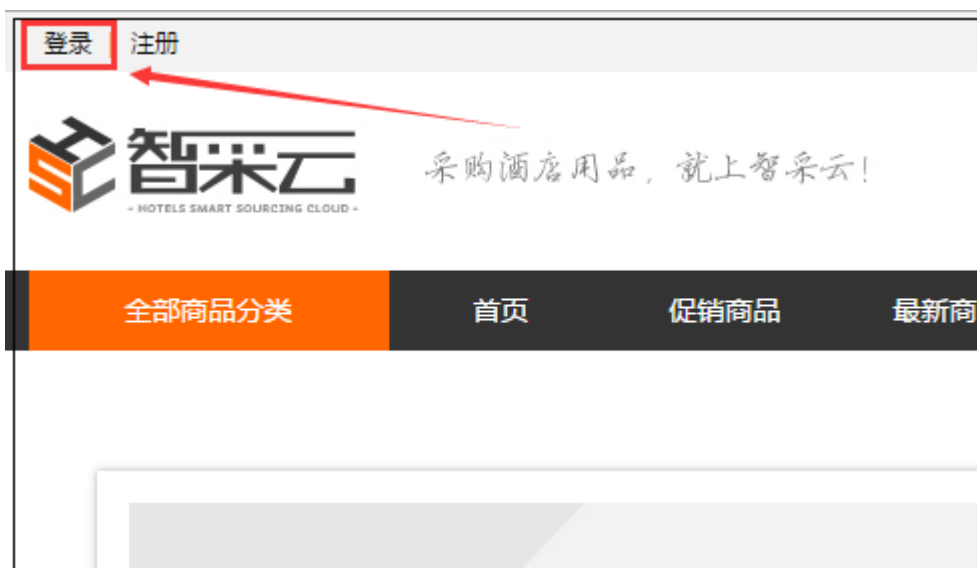 登录 | 注册
智采云
- HOTELS SMART SOURCING CLOUD -
HSC
采购酒店用品，就上智采云！
全部商品分类 首页 促销商品 最新商